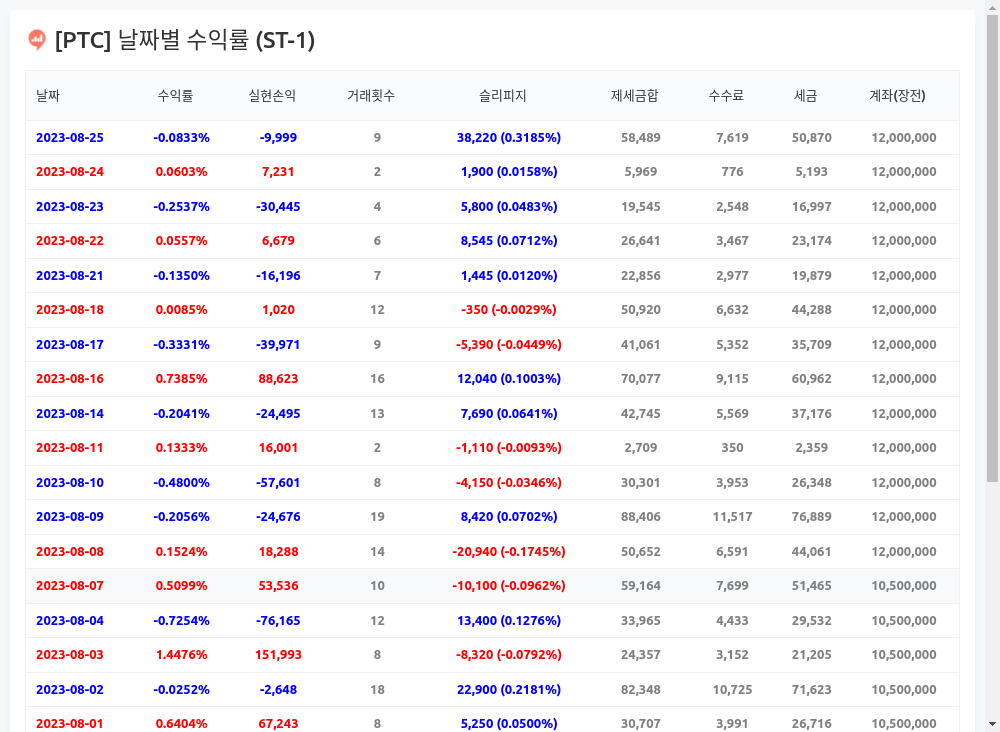 [PTC] 날짜별 수익률 (ST-1)
날짜 수익률 실현손익 거래횟수 슬리피지 제세금합 수수료 세금 계좌(장전)
2023-08-25 -0.0833% -9,999 9 38,220 (0.3185%) 58,489 7,619 50,870 12,000,000
2023-08-24 0.0603% 7,231 2 1,900 (0.0158%) 5,969 776 5,193 12,000,000
2023-08-23 -0.2537% -30,445 4 5,800 (0.0483%) 19,545 2,548 16,997 12,000,000
2023-08-22 0.0557% 6,679 6 8,545 (0.0712%) 26,641 3,467 23,174 12,000,000
2023-08-21 -0.1350% -16,196 7 1,445 (0.0120%) 22,856 2,977 19,879 12,000,000
2023-08-18 0.0085% 1,020 12 -350 (-0.0029%) 50,920 6,632 44,288 12,000,000
2023-08-17 -0.3331% -39,971 9 -5,390 (-0.0449%) 41,061 5,352 35,709 12,000,000
2023-08-16 0.7385% 88,623 16 12,040 (0.1003%) 70,077 9,115 60,962 12,000,000
2023-08-14 -0.2041% -24,495 13 7,690 (0.0641%) 42,745 5,569 37,176 12,000,000
2023-08-11 0.1333% 16,001 2 -1,110 (-0.0093%) 2,709 350 2,359 12,000,000
2023-08-10 -0.4800% -57,601 8 -4,150 (-0.0346%) 30,301 3,953 26,348 12,000,000
2023-08-09 -0.2056% -24,676 19 8,420 (0.0702%) 88,406 11,517 76,889 12,000,000
2023-08-08 0.1524% 18,288 14 -20,940 (-0.1745%) 50,652 6,591 44,061 12,000,000
2023-08-07 0.5099% 53,536 10 -10,100 (-0.0962%) 59,164 7,699 51,465 10,500,000
2023-08-04 -0.7254% -76,165 12 13,400 (0.1276%) 33,965 4,433 29,532 10,500,000
2023-08-03 1.4476% 151,993 8 -8,320 (-0.0792%) 24,357 3,152 21,205 10,500,000
2023-08-02 -0.0252% -2,648 18 22,900 (0.2181%) 82,348 10,725 71,623 10,500,000
2023-08-01 0.6404% 67,243 8 5,250 (0.0500%) 30,707 3,991 26,716 10,500,000